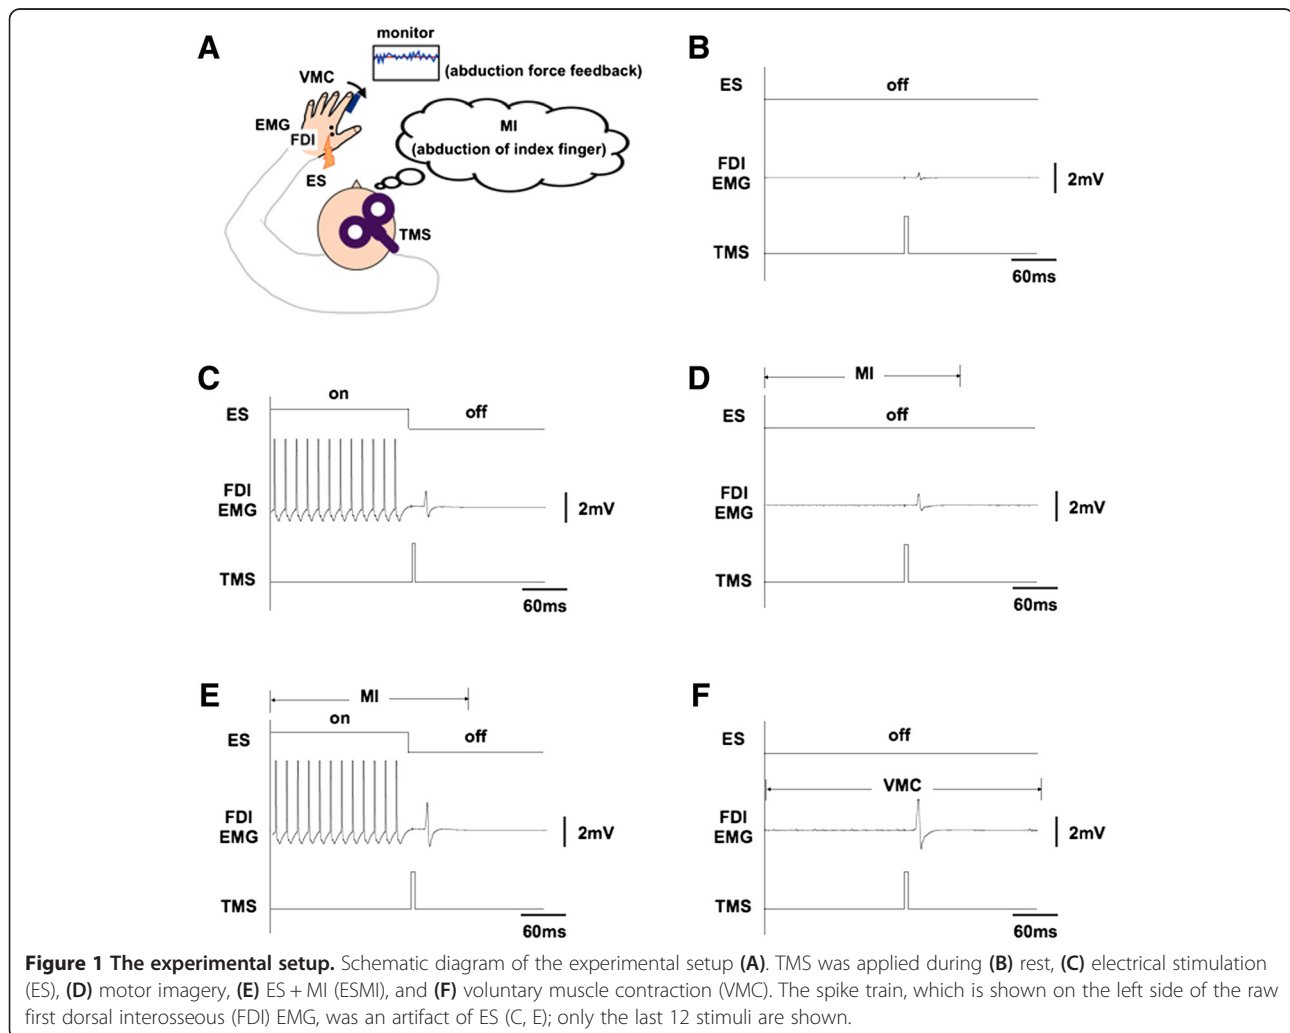 A
monitor
(abduction force feedback)
VMC
EMG
FDI
ES
MI
(abduction of index finger)
TMS
B
ES
off
FDI
EMG
2mV
TMS
60ms
C
on
ES
off
FDI
EMG
2mV
TMS
60ms
D
MI
ES
off
FDI
EMG
2mV
TMS
60ms
E
MI
on
ES
off
FDI
EMG
2mV
TMS
60ms
F
ES
off
VMC
FDI
EMG
2mV
TMS
60ms
Figure 1 The experimental setup. Schematic diagram of the experimental setup (A). TMS was applied during (B) rest, (C) electrical stimulation
(ES), (D) motor imagery, (E) ES + MI (ESMI), and (F) voluntary muscle contraction (VMC). The spike train, which is shown on the left side of the raw
first dorsal interosseous (FDI) EMG, was an artifact of ES (C, E); only the last 12 stimuli are shown.